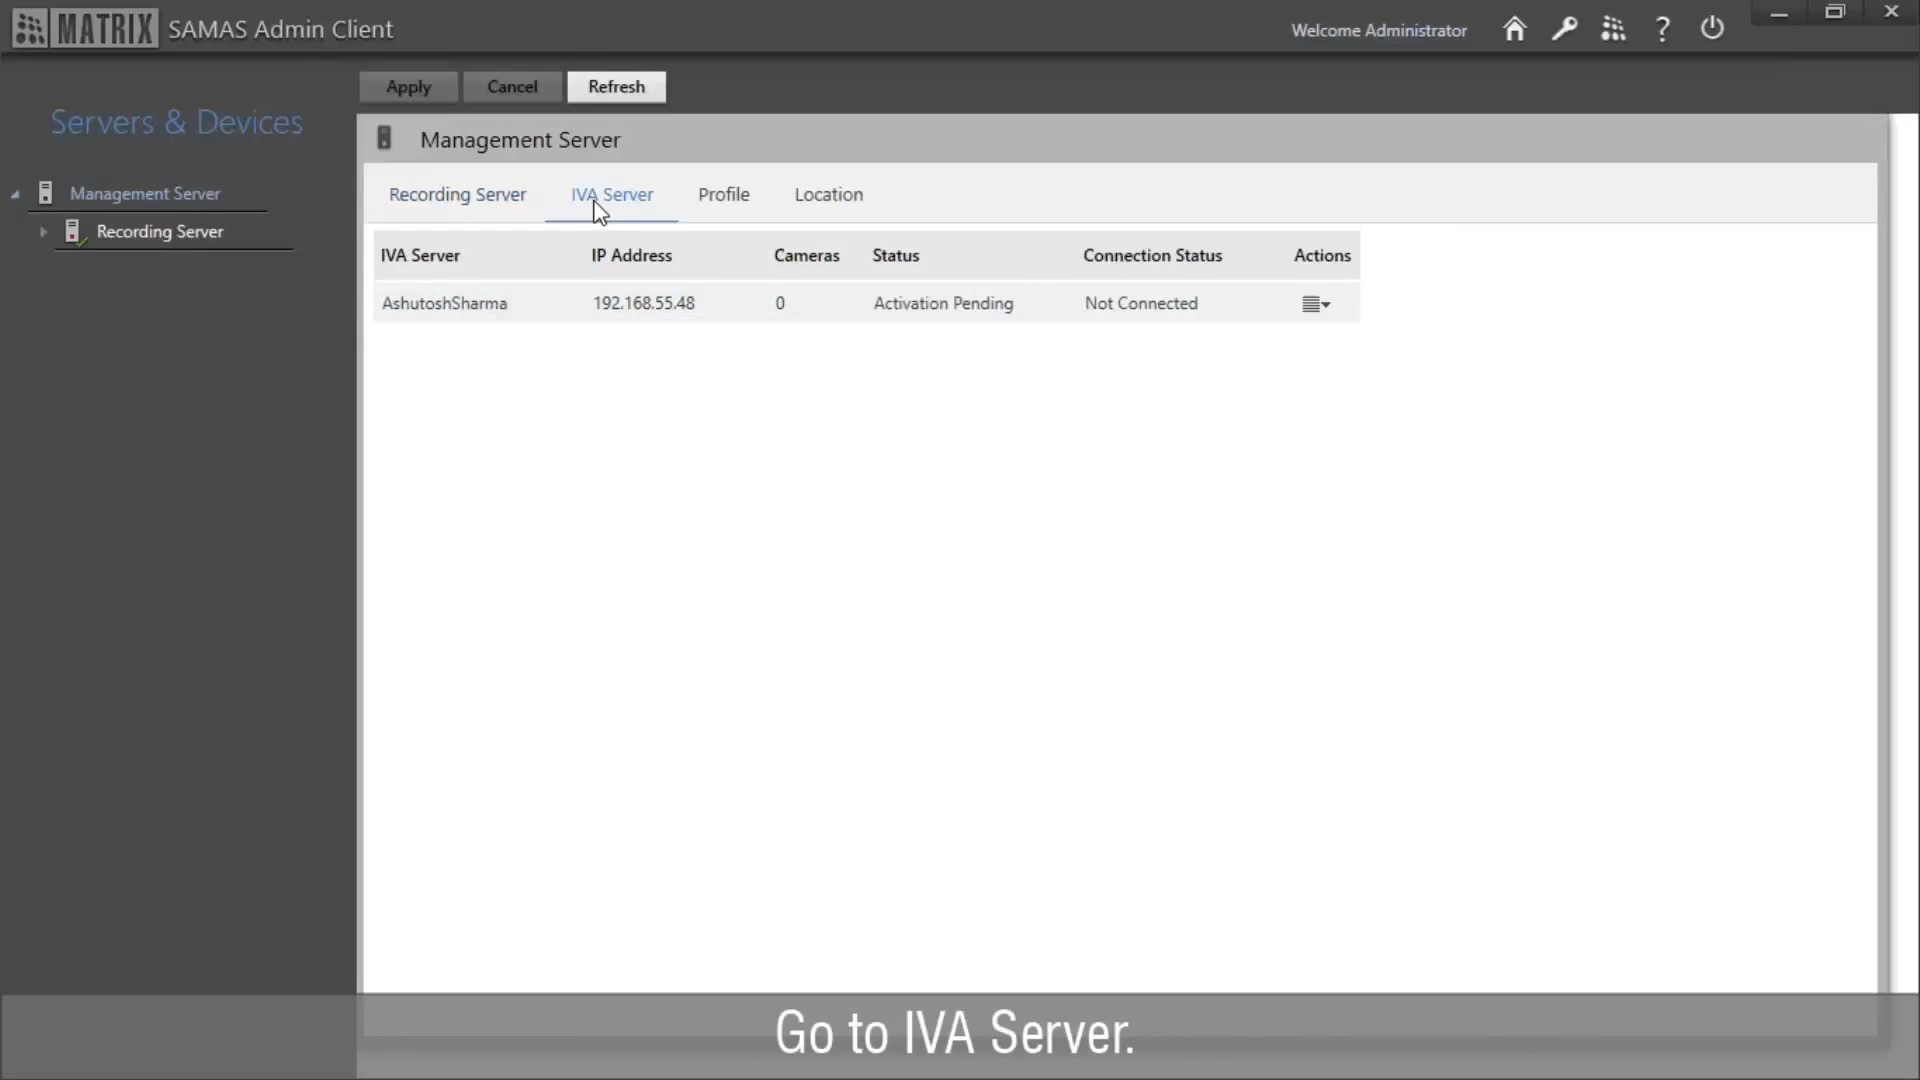 MATRIX SAMAS Admin Client
Welcome Administrator
Apply Cancel Refresh
Servers & Devices
Management Server
Recording Server
Management Server
Recording Server IVA Server Profile Location
IVA Server IP Address Cameras Status Connection Status Actions
AshutoshSharma 192.168.55.48 0 Activation Pending Not Connected
Go to IVA Server.